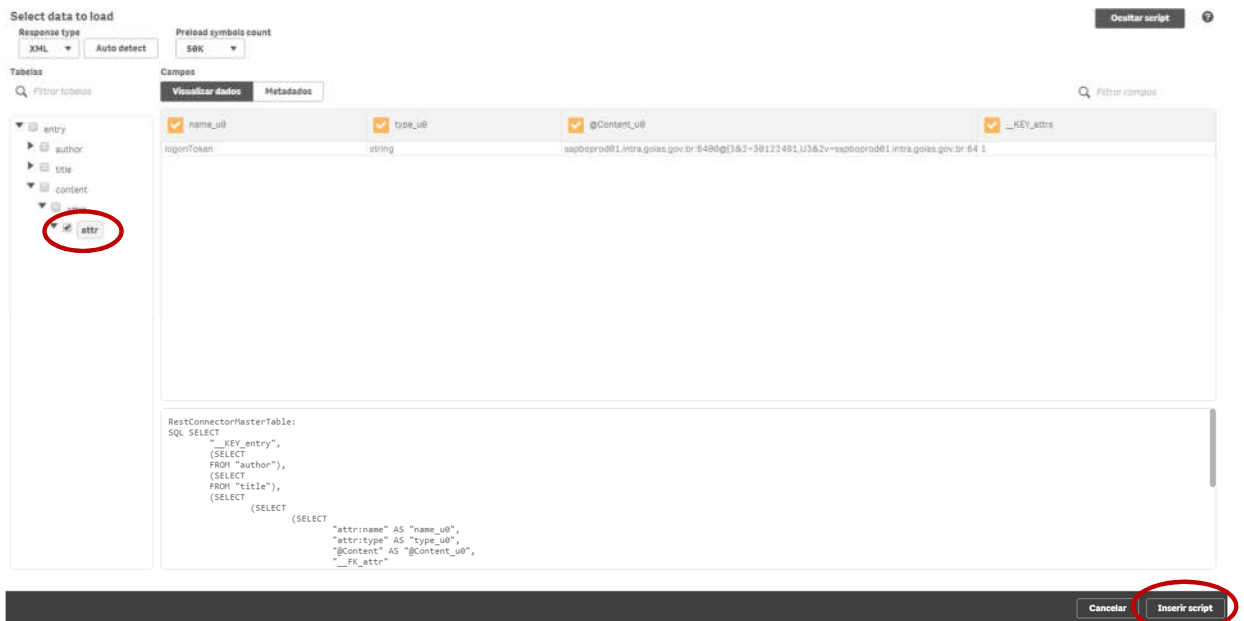 Select data to load
Ocultar script
Response type
Preload symbols count
XML
Auto detect
50K
Tabelas
Campos
Filtrar tabelas
Visualizar dados
Metadados
Filtrar campos
entry
name_u0
type_u0
@Content_u0
__KEY_attrs
author
logonToken
string
sapboprod01.intra.goias.gov.br:6400@{3&2=30122401,U3&2v=sapboprod01.intra.goias.gov.br:64
1
title
content
attr
RestConnectorMasterTable:
SQL SELECT
"__KEY_entry",
(SELECT
FROM "author"),
(SELECT
FROM "title"),
(SELECT
(SELECT
(SELECT
"attr:name" AS "name_u0",
"attr:type" AS "type_u0",
"@Content" AS "@Content_u0",
"__FK_attr"
Cancelar
Inserir script